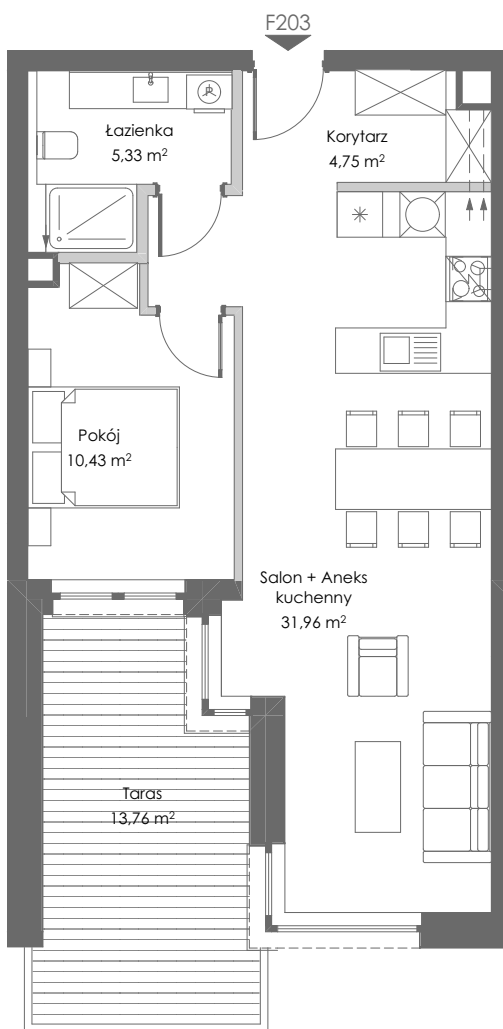 F203
Łazienka
5,33 m²
Korytarz
4,75 m²
Pokój
10,43 m²
Salon + Aneks
kuchenny
31,96 m²
Taras
13,76 m²